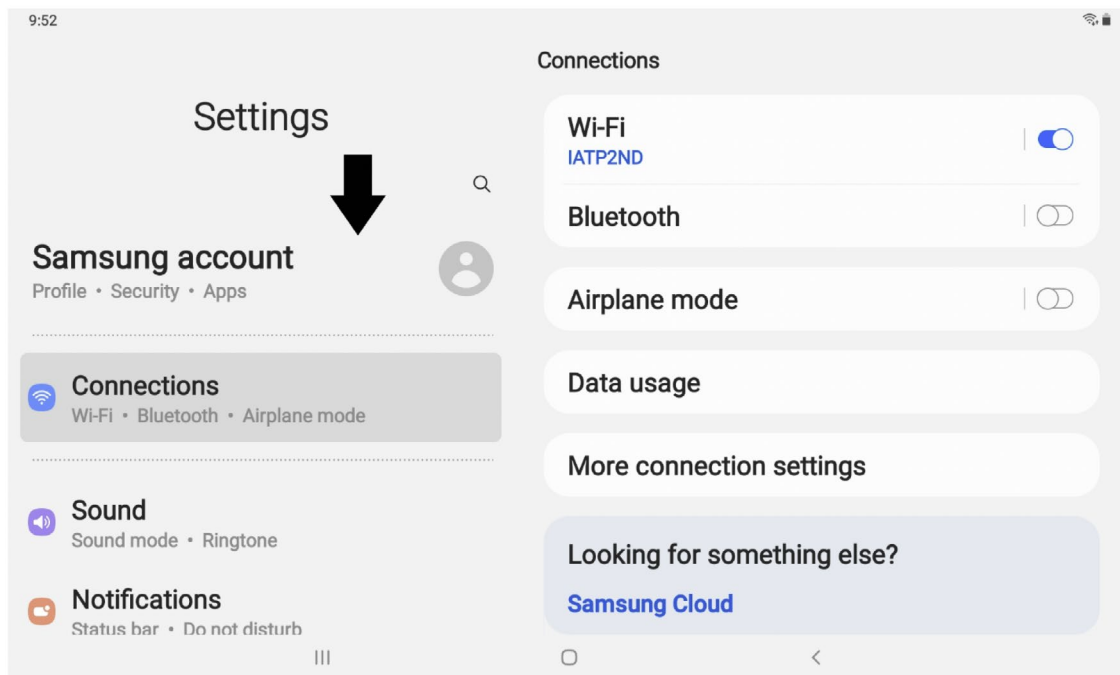 9:52
Settings
Samsung account
Profile • Security • Apps
Connections
Wi-Fi • Bluetooth • Airplane mode
Sound
Sound mode • Ringtone
Notifications
Status bar • Do not disturb
Connections
Wi-Fi
IATP2ND
Bluetooth
Airplane mode
Data usage
More connection settings
Looking for something else?
Samsung Cloud